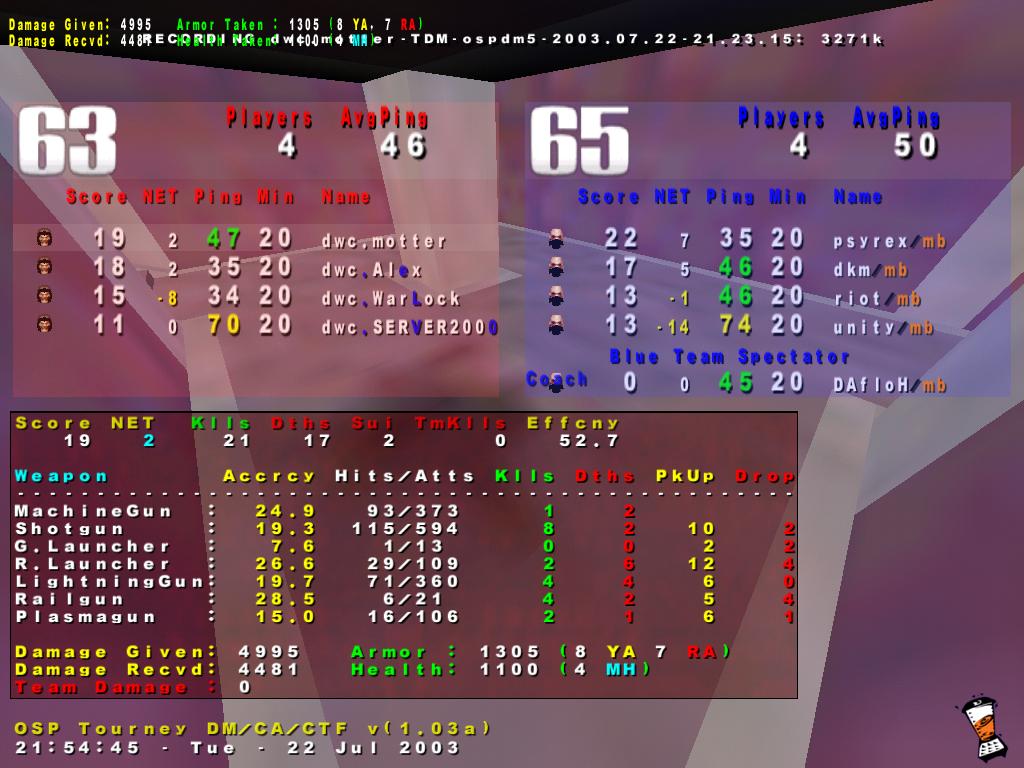 Damage Given: 4995 Armor Taken : 1305 (8 YA, 7 RA)
Damage Recvd: 4481 Health Taken: 1100 (4 MH)
RECORDING dwc.motter-TDM-ospdm5-2003.07.22-21.23.15: 3271k
63 Players AvgPing
4 46
65 Players AvgPing
4 50
Score NET Ping Min Name
19 2 47 20 dwc.motter
18 2 35 20 dwc.Alex
15 -8 34 20 dwc.WarLock
11 0 70 20 dwc.SERVER2000
Score NET Ping Min Name
22 7 35 20 psyrex/mb
17 5 46 20 dkm/mb
13 -1 46 20 riot/mb
13 -14 74 20 unity/mb
Blue Team Spectator
Coach 0 0 45 20 DAfloH/mb
Score NET Klls Dths Sui TmKlls Effcny
19 2 21 17 2 0 52.7
Weapon Accrcy Hits/Atts Klls Dths PkUp Drop
- - - - - - - - - - - - - - - - - - - - - - - - - - - - - - - - - - - - - - - - - - - - - - - -
MachineGun : 24.9 93/373 1 2
Shotgun : 19.3 115/594 8 2 10 2
G.Launcher : 7.6 1/13 0 0 2 2
R.Launcher : 26.6 29/109 2 6 12 4
LightningGun: 19.7 71/360 4 4 6 0
Railgun : 28.5 6/21 4 2 5 4
Plasmagun : 15.0 16/106 2 1 6 1
Damage Given: 4995 Armor : 1305 (8 YA 7 RA)
Damage Recvd: 4481 Health: 1100 (4 MH)
Team Damage : 0
OSP Tourney DM/CA/CTF v(1.03a)
21:54:45 - Tue - 22 Jul 2003